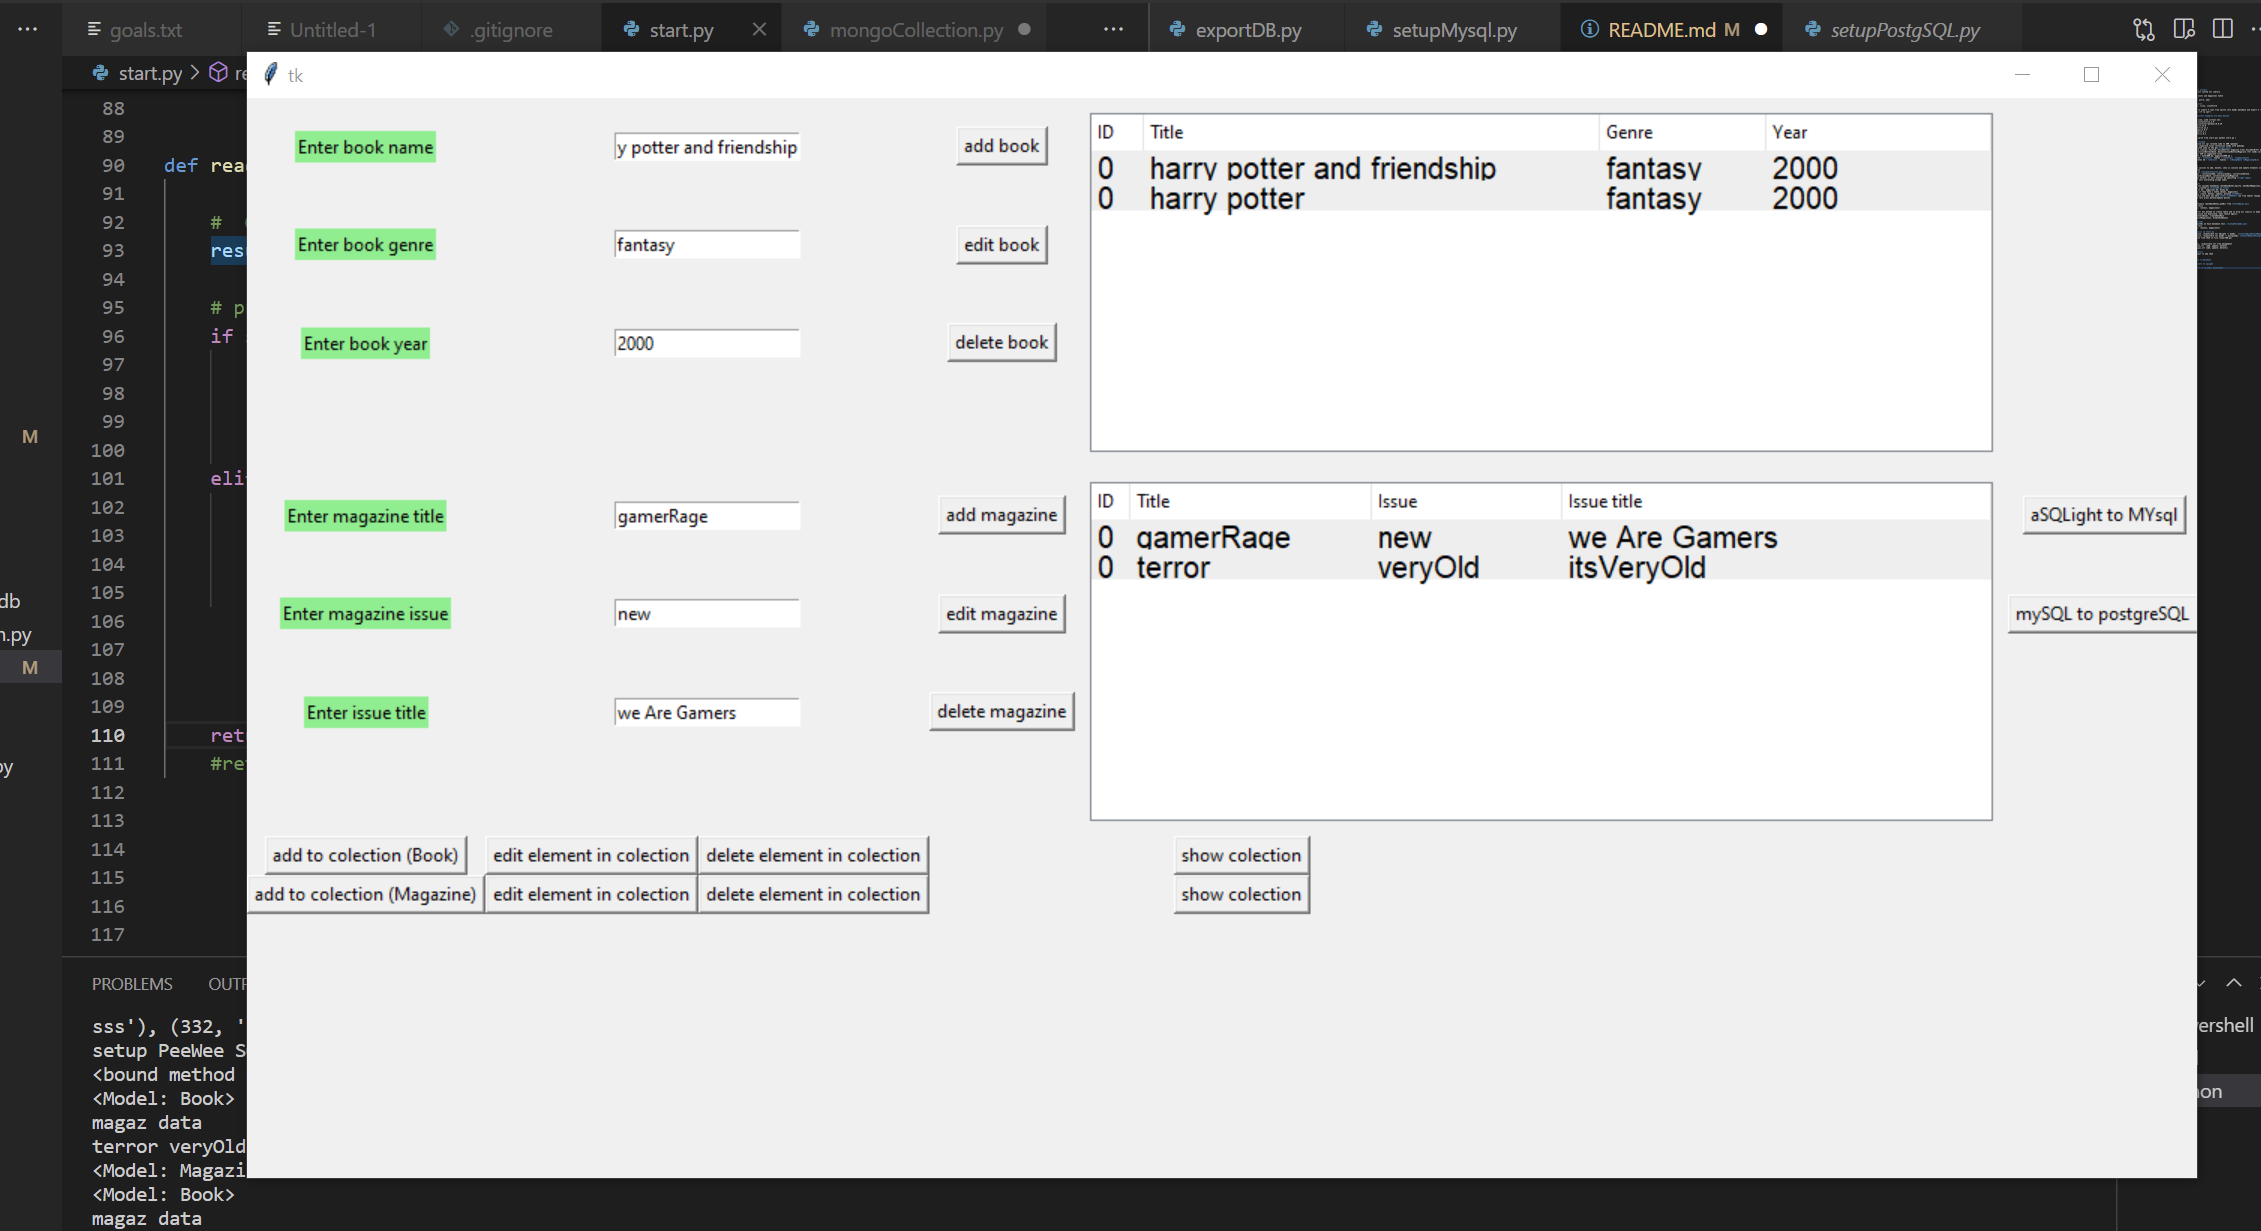 goals.txt Untitled-1 .gitignore start.py mongoCollection.py exportDB.py setupMysql.py README.md M setupPostgSQL.py
start.py > re
tk
88
89
90 def rea
91
92 #
93 res
94
95 # p
96 if
97
98
99
100
101 eli
102
103
104
105
106
107
108
109
110 ret
111 #re
112
113
114
115
116
117
M
db
n.py
M
py
Enter book name y potter and friendship add book
Enter book genre fantasy edit book
Enter book year 2000 delete book
ID Title Genre Year
0 harry potter and friendship fantasy 2000
0 harry potter fantasy 2000
Enter magazine title gamerRage add magazine
Enter magazine issue new edit magazine
Enter issue title we Are Gamers delete magazine
ID Title Issue Issue title
0 gamerRage new we Are Gamers
0 terror veryOld itsVeryOld
aSQLight to MYsql
mySQL to postgreSQL
add to colection (Book) edit element in colection delete element in colection show colection
add to colection (Magazine) edit element in colection delete element in colection show colection
PROBLEMS OUTP
sss'), (332, '
setup PeeWee S
<bound method
<Model: Book>
magaz data
terror veryOld
<Model: Magazi
<Model: Book>
magaz data
ershell
on